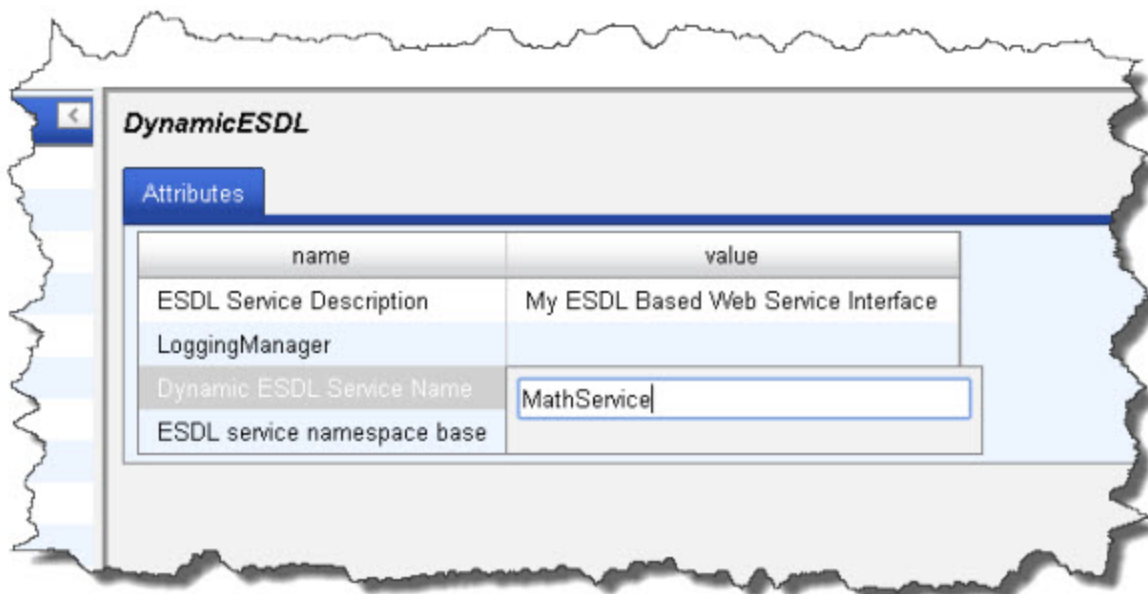 DynamicESDL
Attributes
name value
ESDL Service Description My ESDL Based Web Service Interface
LoggingManager
Dynamic ESDL Service Name MathService
ESDL service namespace base